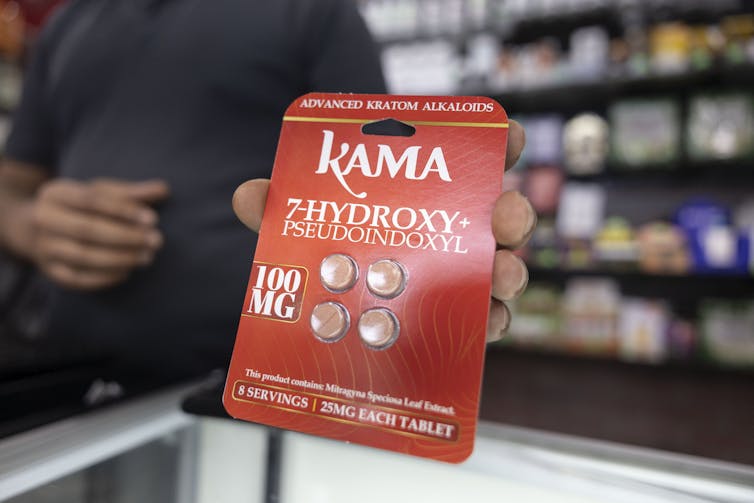 ADVANCED KRATOM ALKALOIDS
KAMA
7-HYDROXY+
PSEUDOINDOXYL
100
MG
This product contains: Mitragyna Speciosa Leaf Extract.
8 SERVINGS | 25MG EACH TABLET